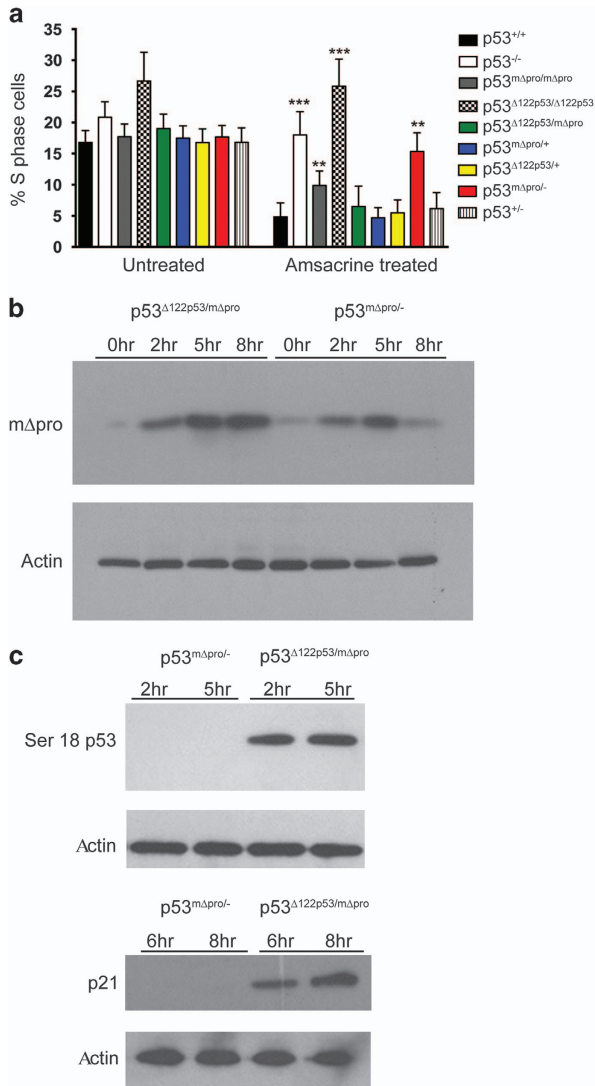 a
35
30
25
20
15
10
5
0
% S phase cells
*** ** *** **
Untreated
Amsacrine treated
p53+/+
p53-/-
p53mΔpro/mΔpro
p53Δ122p53/Δ122p53
p53Δ122p53/mΔpro
p53mΔpro/+
p53Δ122p53/+
p53mΔpro/-
p53+/-
b
p53Δ122p53/mΔpro p53mΔpro/-
0hr 2hr 5hr 8hr 0hr 2hr 5hr 8hr
mΔpro
Actin
c
p53mΔpro/- p53Δ122p53/mΔpro
2hr 5hr 2hr 5hr
Ser 18 p53
Actin
p53mΔpro/- p53Δ122p53/mΔpro
6hr 8hr 6hr 8hr
p21
Actin